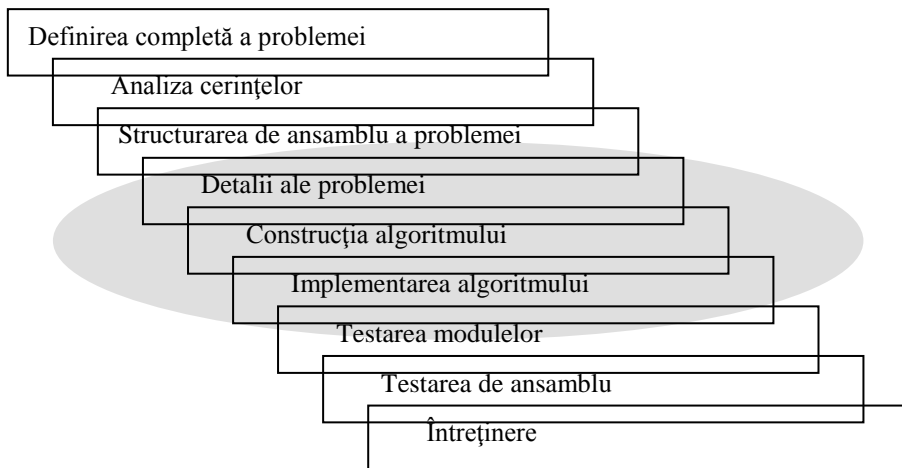 Definirea completă a problemei
Analiza cerinţelor
Structurarea de ansamblu a problemei
Detalii ale problemei
Construcţia algoritmului
Implementarea algoritmului
Testarea modulelor
Testarea de ansamblu
Întreţinere